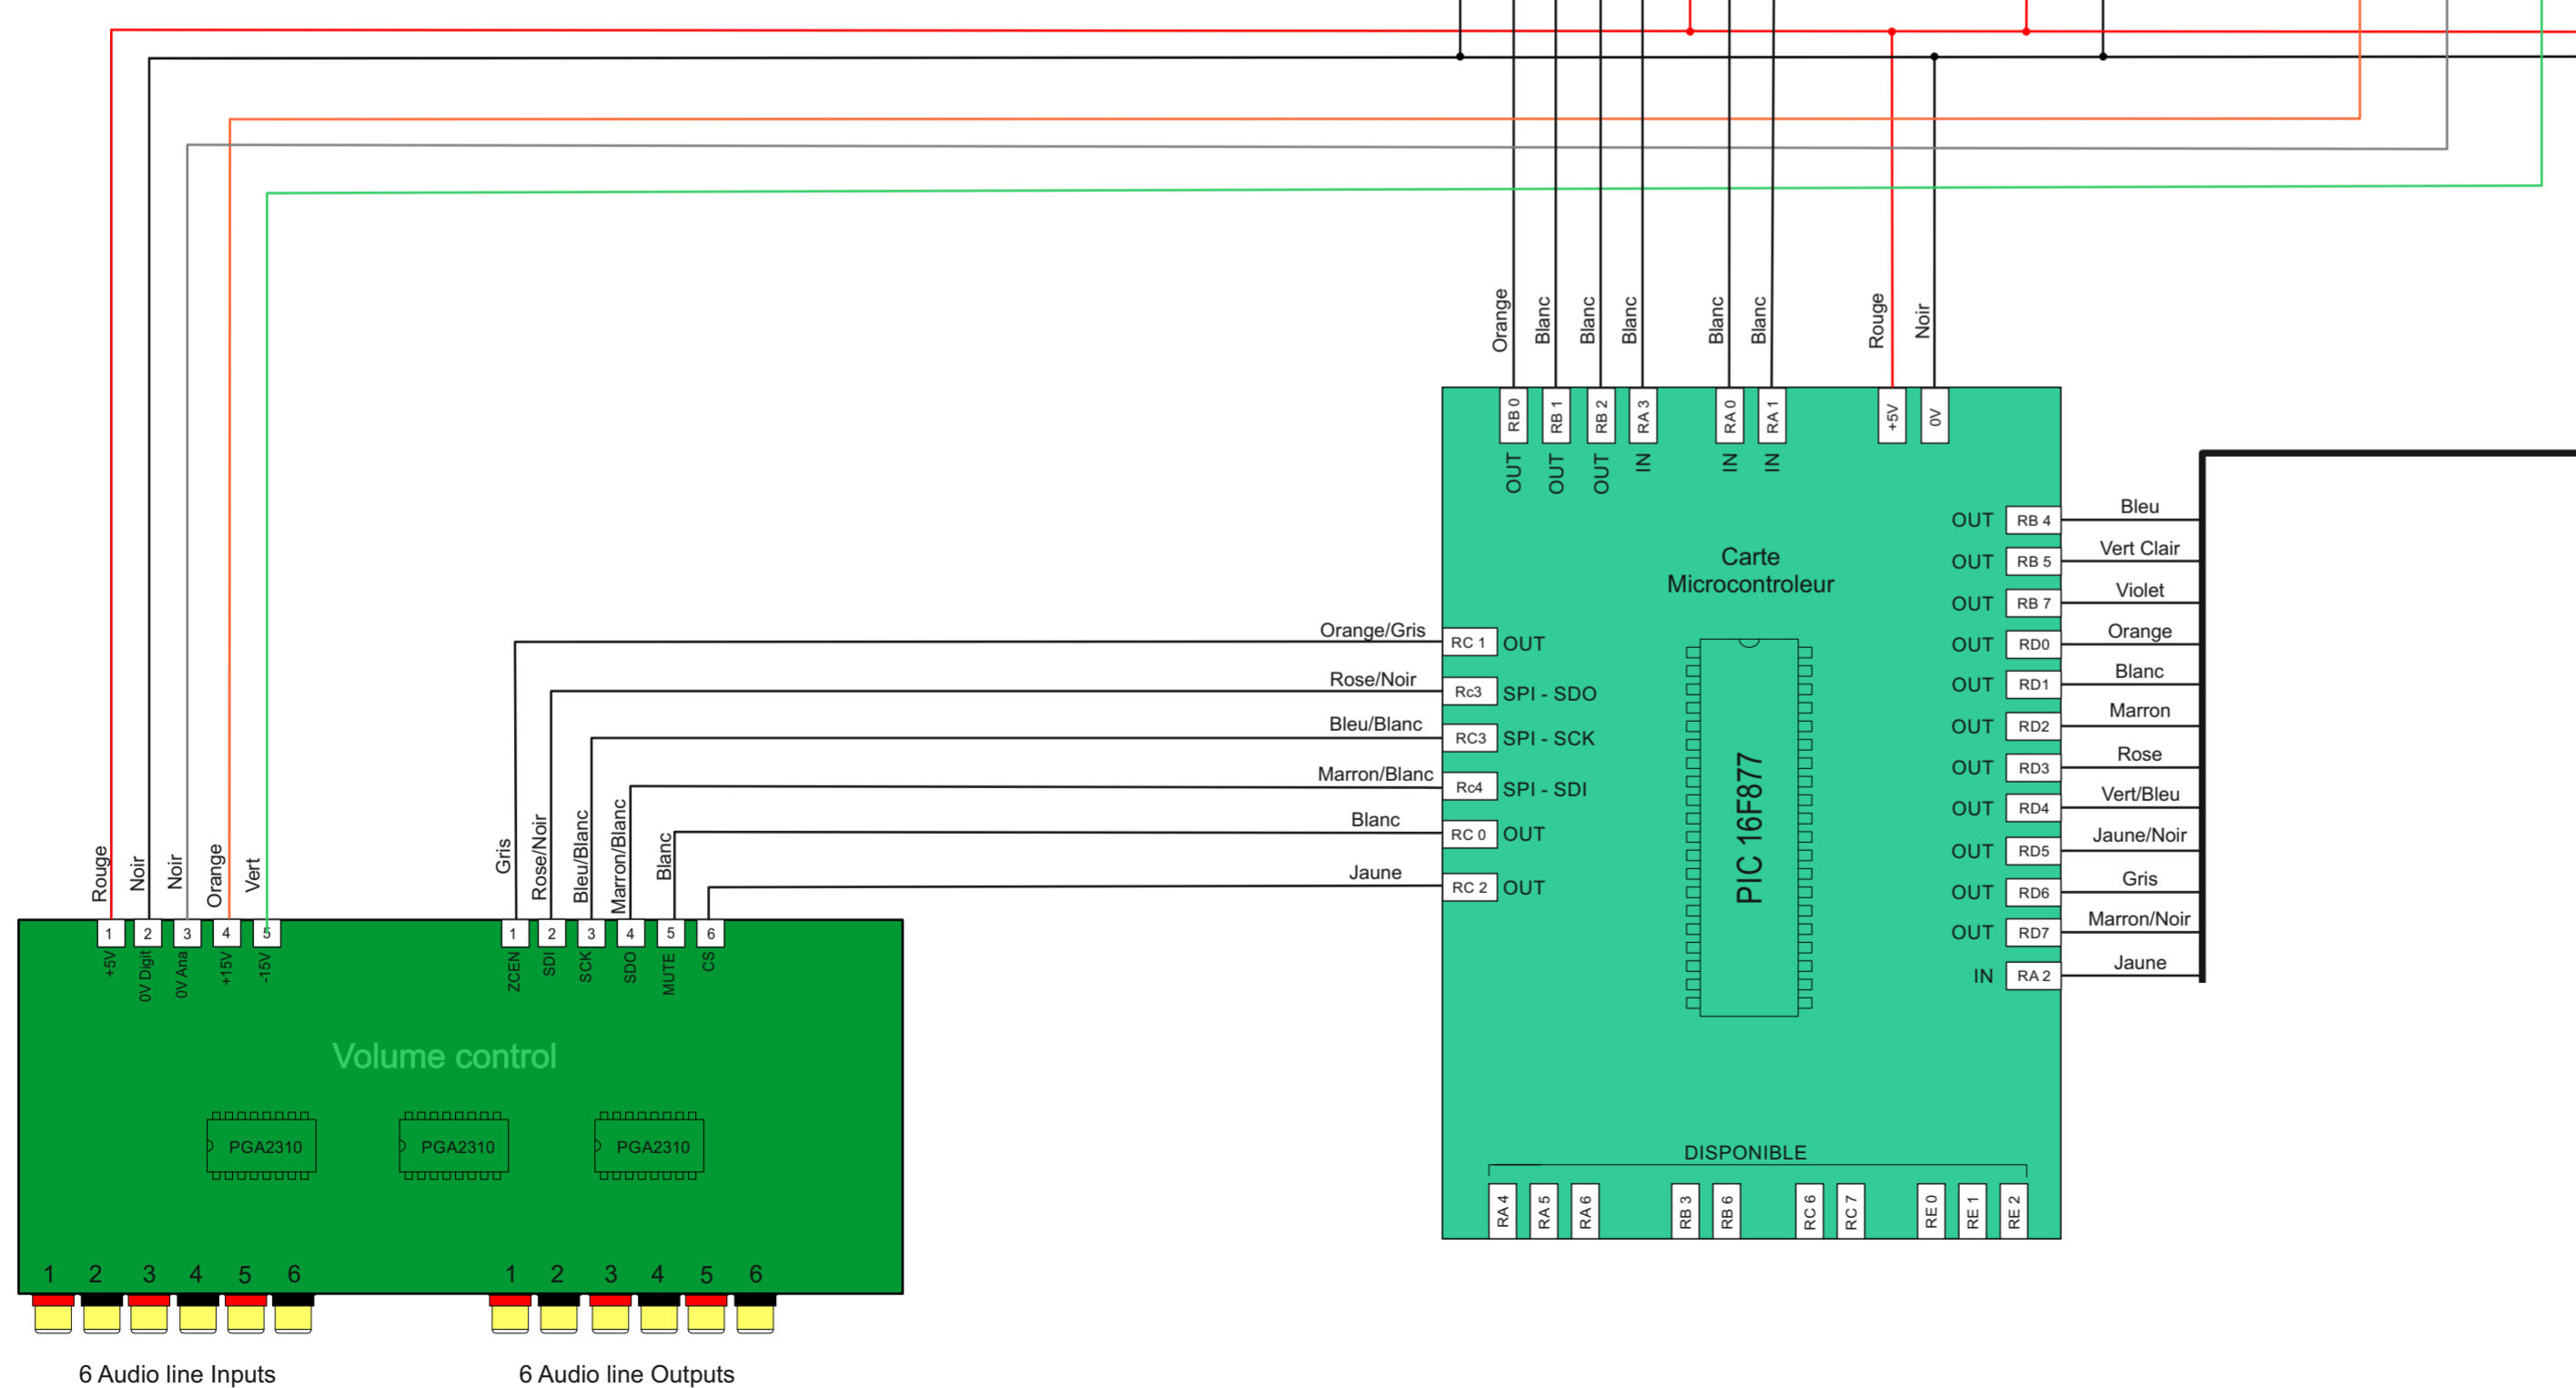 Orange
Blanc
Blanc
Blanc
Blanc
Blanc
Rouge
Noir
RB 0
RB 1
RB 2
RA 3
RA 0
RA 1
+5V
0V
OUT
OUT
OUT
IN
IN
IN
Carte
Microcontroleur
PIC 16F877
Orange/Gris
RC 1 OUT
Rose/Noir
Rc3 SPI - SDO
Bleu/Blanc
RC3 SPI - SCK
Marron/Blanc
Rc4 SPI - SDI
Blanc
RC 0 OUT
Jaune
RC 2 OUT
OUT RB 4 Bleu
OUT RB 5 Vert Clair
OUT RB 7 Violet
OUT RD0 Orange
OUT RD1 Blanc
OUT RD2 Marron
OUT RD3 Rose
OUT RD4 Vert/Bleu
OUT RD5 Jaune/Noir
OUT RD6 Gris
OUT RD7 Marron/Noir
IN RA 2 Jaune
DISPONIBLE
RA 4
RA 5
RA 6
RB 3
RB 6
RC 6
RC 7
RE 0
RE 1
RE 2
Rouge
Noir
Noir
Orange
Vert
1 2 3 4 5
+5V
0V Digit
0V Ana
+15V
-15V
Gris
Rose/Noir
Bleu/Blanc
Marron/Blanc
Blanc
1 2 3 4 5 6
ZCEN
SDI
SCK
SDO
MUTE
CS
Volume control
PGA2310 PGA2310 PGA2310
1 2 3 4 5 6
1 2 3 4 5 6
6 Audio line Inputs
6 Audio line Outputs